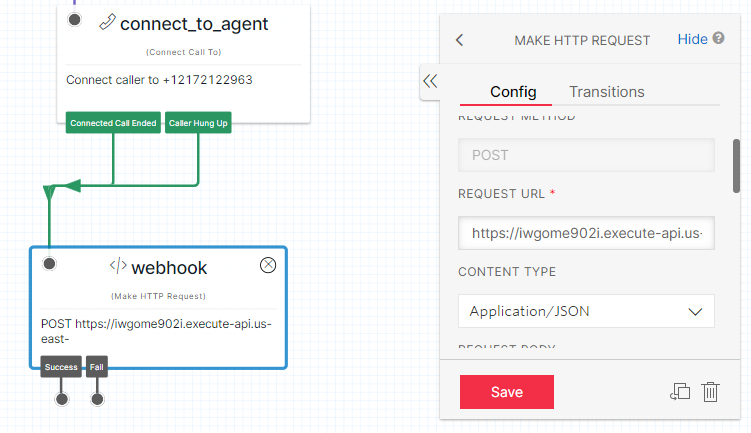 connect_to_agent
(Connect Call To)
Connect caller to +12172122963
Connected Call Ended
Caller Hung Up
webhook
(Make HTTP Request)
POST https://iwgome902i.execute-api.us-
east-
Success
Fail
MAKE HTTP REQUEST
Hide
Config
Transitions
REQUEST METHOD
POST
REQUEST URL *
https://iwgome902i.execute-api.us-
CONTENT TYPE
Application/JSON
REQUEST BODY
Save